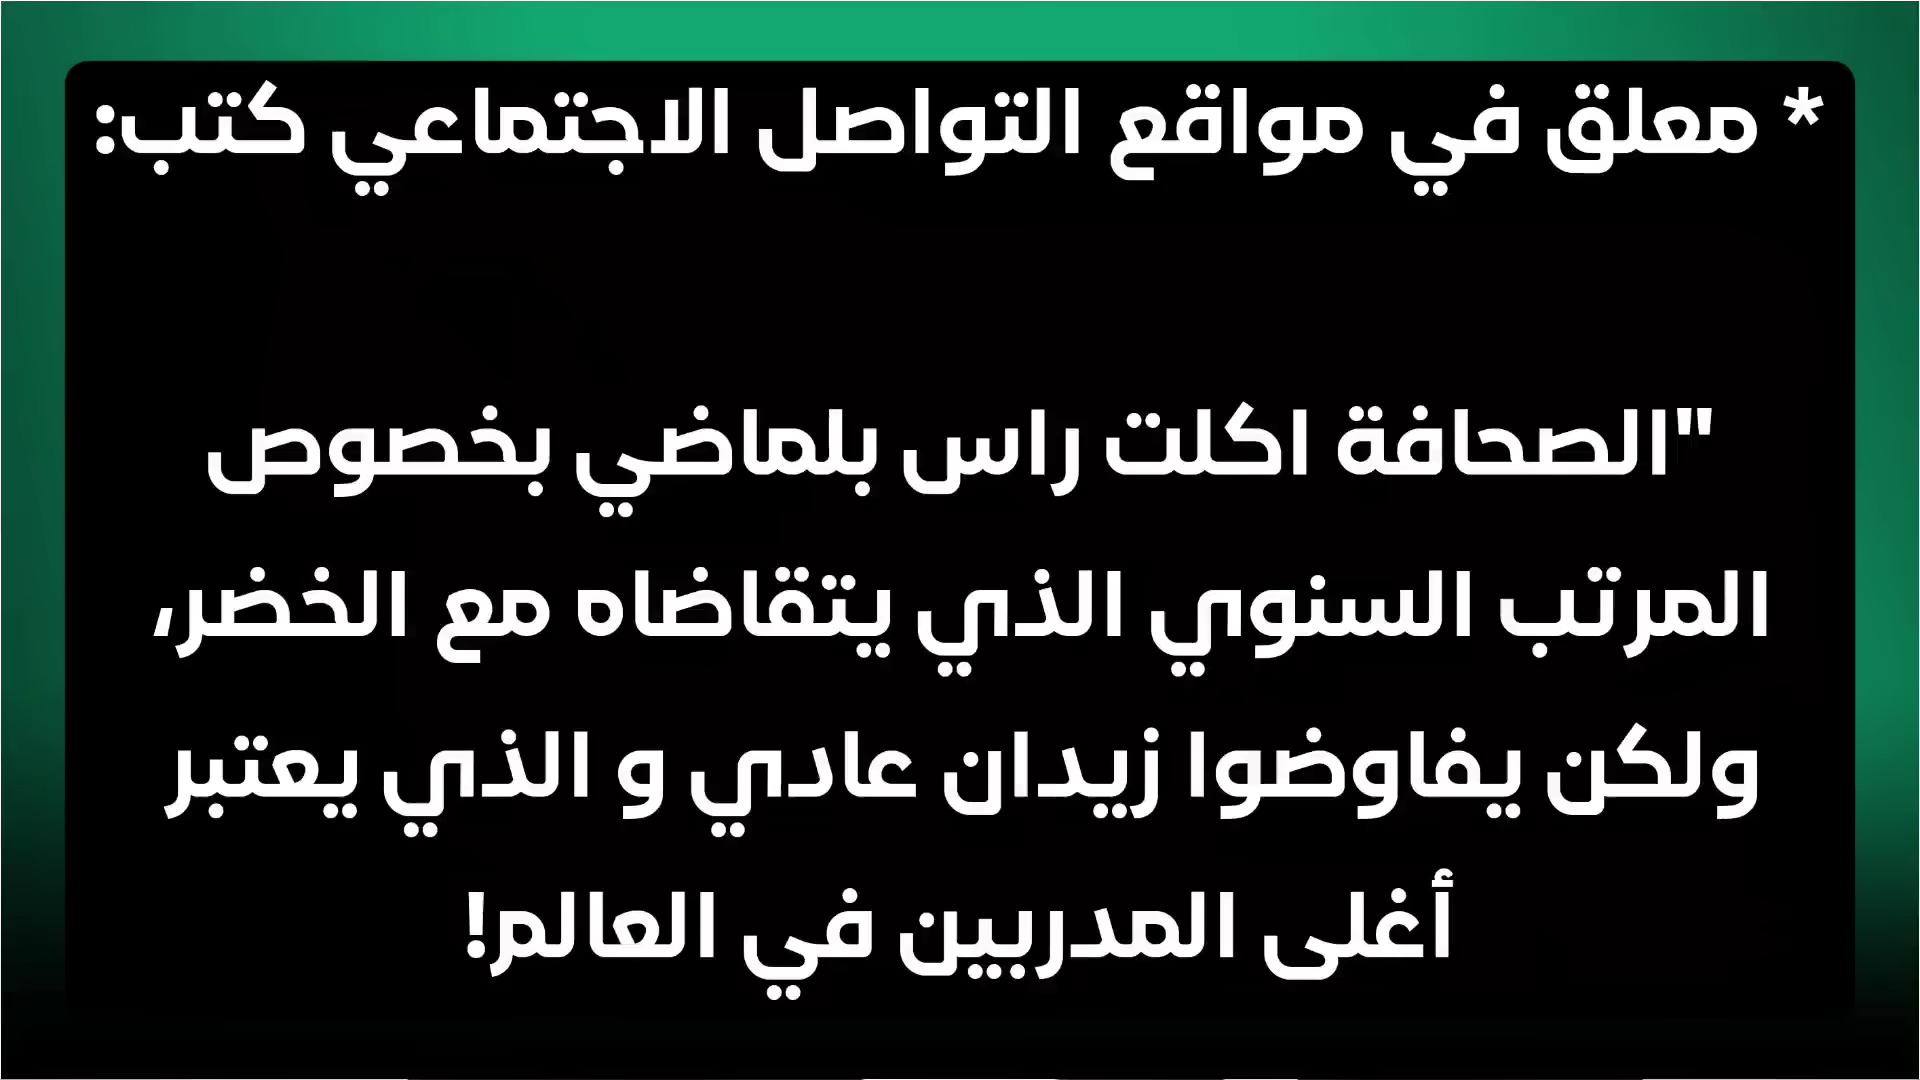 * معلق في مواقع التواصل الاجتماعي كتب:
"الصحافة اكلت راس بلماضي بخصوص
المرتب السنوي الذي يتقاضاه مع الخضر،
ولكن يفاوضوا زيدان عادي و الذي يعتبر
أغلى المدربين في العالم!